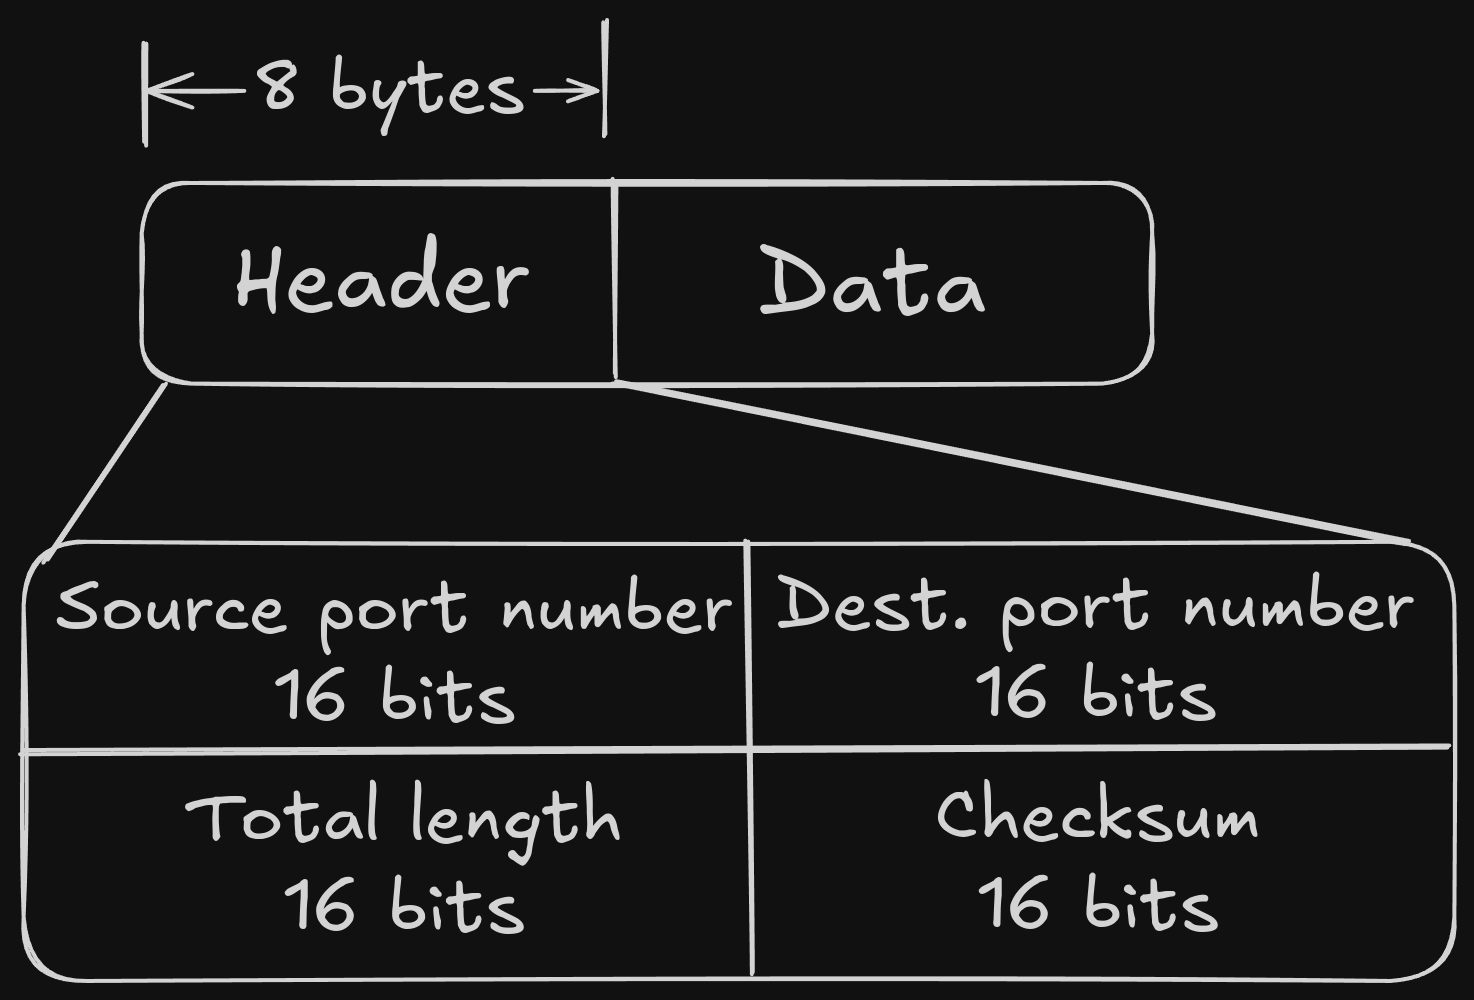 8 bytes
Header
Data
Source port number
16 bits
Dest. port number
16 bits
Total length
16 bits
Checksum
16 bits